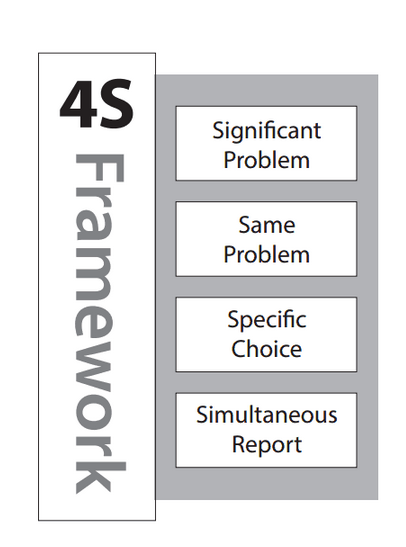 4S
Framework
Significant
Problem
Same
Problem
Specific
Choice
Simultaneous
Report